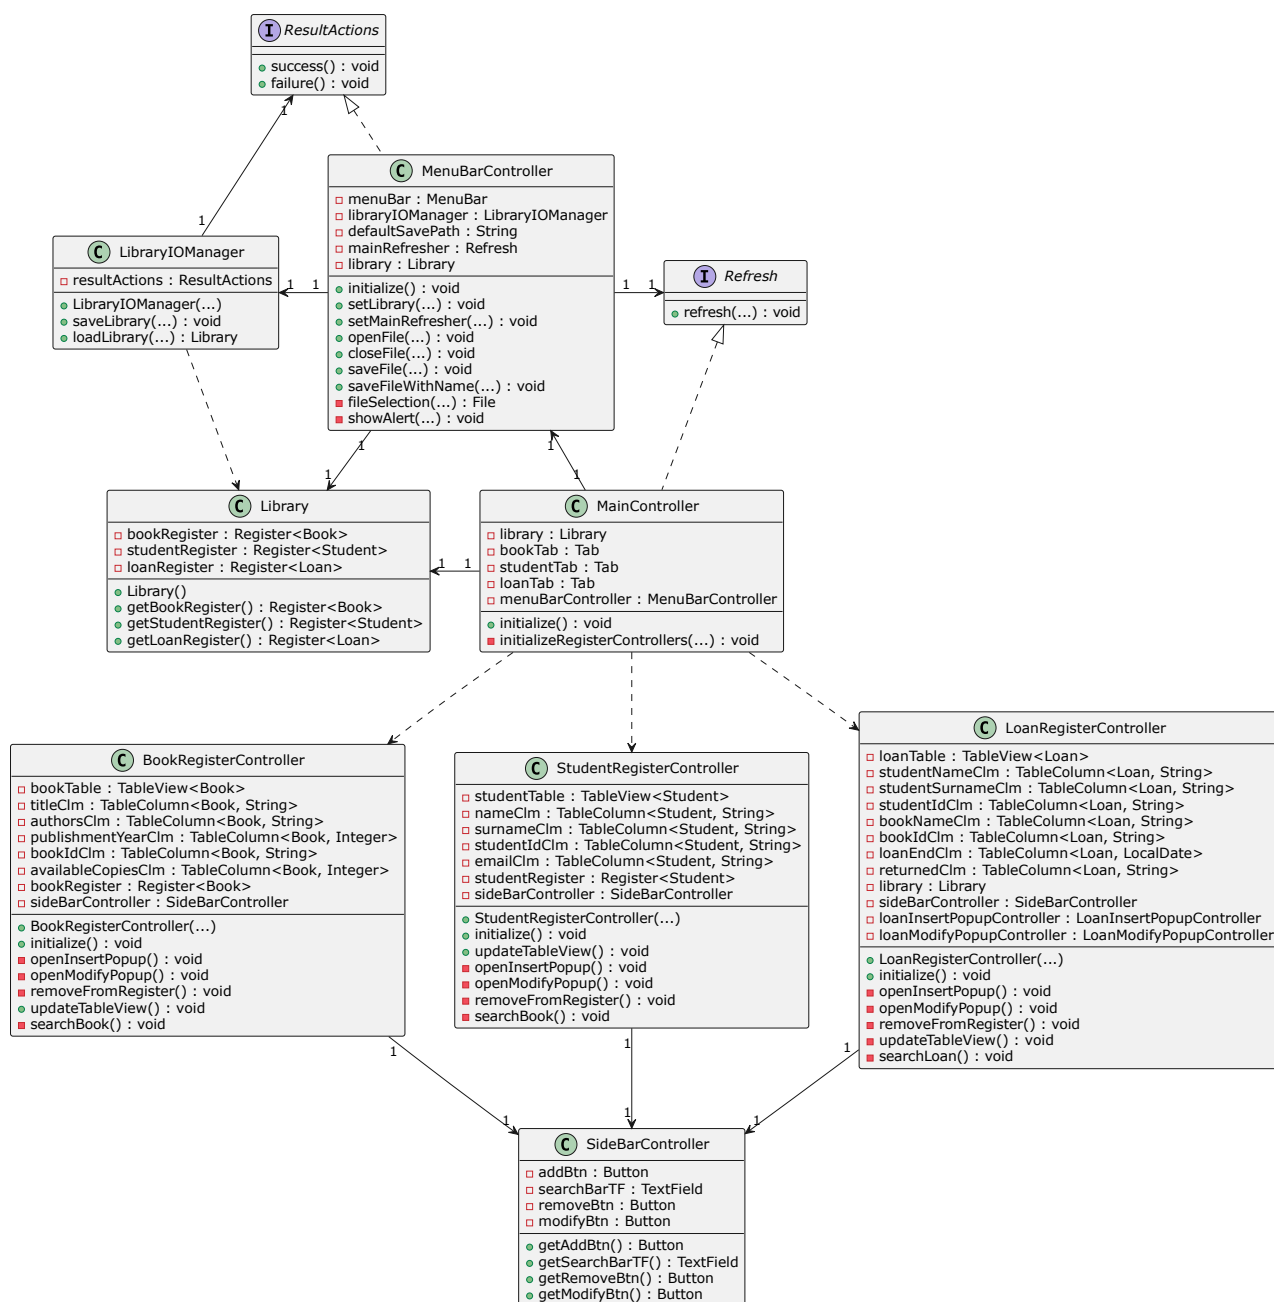 I ResultActions
success() : void
failure() : void
1
C MenuBarController
menuBar : MenuBar
libraryIOManager : LibraryIOManager
defaultSavePath : String
mainRefresher : Refresh
library : Library
initialize() : void
setLibrary(...) : void
setMainRefresher(...) : void
openFile(...) : void
closeFile(...) : void
saveFile(...) : void
saveFileWithName(...) : void
fileSelection(...) : File
showAlert(...) : void
1
C LibraryIOManager
resultActions : ResultActions
LibraryIOManager(...)
saveLibrary(...) : void
loadLibrary(...) : Library
1 1
1 1
I Refresh
refresh(...) : void
1
1
1
1
C Library
bookRegister : Register<Book>
studentRegister : Register<Student>
loanRegister : Register<Loan>
Library()
getBookRegister() : Register<Book>
getStudentRegister() : Register<Student>
getLoanRegister() : Register<Loan>
1 1
C MainController
library : Library
bookTab : Tab
studentTab : Tab
loanTab : Tab
menuBarController : MenuBarController
initialize() : void
initializeRegisterControllers(...) : void
C BookRegisterController
bookTable : TableView<Book>
titleClm : TableColumn<Book, String>
authorsClm : TableColumn<Book, String>
publishmentYearClm : TableColumn<Book, Integer>
bookIdClm : TableColumn<Book, String>
availableCopiesClm : TableColumn<Book, Integer>
bookRegister : Register<Book>
sideBarController : SideBarController
BookRegisterController(...)
initialize() : void
openInsertPopup() : void
openModifyPopup() : void
removeFromRegister() : void
updateTableView() : void
searchBook() : void
C StudentRegisterController
studentTable : TableView<Student>
nameClm : TableColumn<Student, String>
surnameClm : TableColumn<Student, String>
studentIdClm : TableColumn<Student, String>
emailClm : TableColumn<Student, String>
studentRegister : Register<Student>
sideBarController : SideBarController
StudentRegisterController(...)
initialize() : void
updateTableView() : void
openInsertPopup() : void
openModifyPopup() : void
removeFromRegister() : void
searchBook() : void
C LoanRegisterController
loanTable : TableView<Loan>
studentNameClm : TableColumn<Loan, String>
studentSurnameClm : TableColumn<Loan, String>
studentIdClm : TableColumn<Loan, String>
bookNameClm : TableColumn<Loan, String>
bookIdClm : TableColumn<Loan, String>
loanEndClm : TableColumn<Loan, LocalDate>
returnedClm : TableColumn<Loan, String>
library : Library
sideBarController : SideBarController
loanInsertPopupController : LoanInsertPopupController
loanModifyPopupController : LoanModifyPopupController
LoanRegisterController(...)
initialize() : void
openInsertPopup() : void
openModifyPopup() : void
removeFromRegister() : void
updateTableView() : void
searchLoan() : void
1
1
1
1
1
1
C SideBarController
addBtn : Button
searchBarTF : TextField
removeBtn : Button
modifyBtn : Button
getAddBtn() : Button
getSearchBarTF() : TextField
getRemoveBtn() : Button
getModifyBtn() : Button